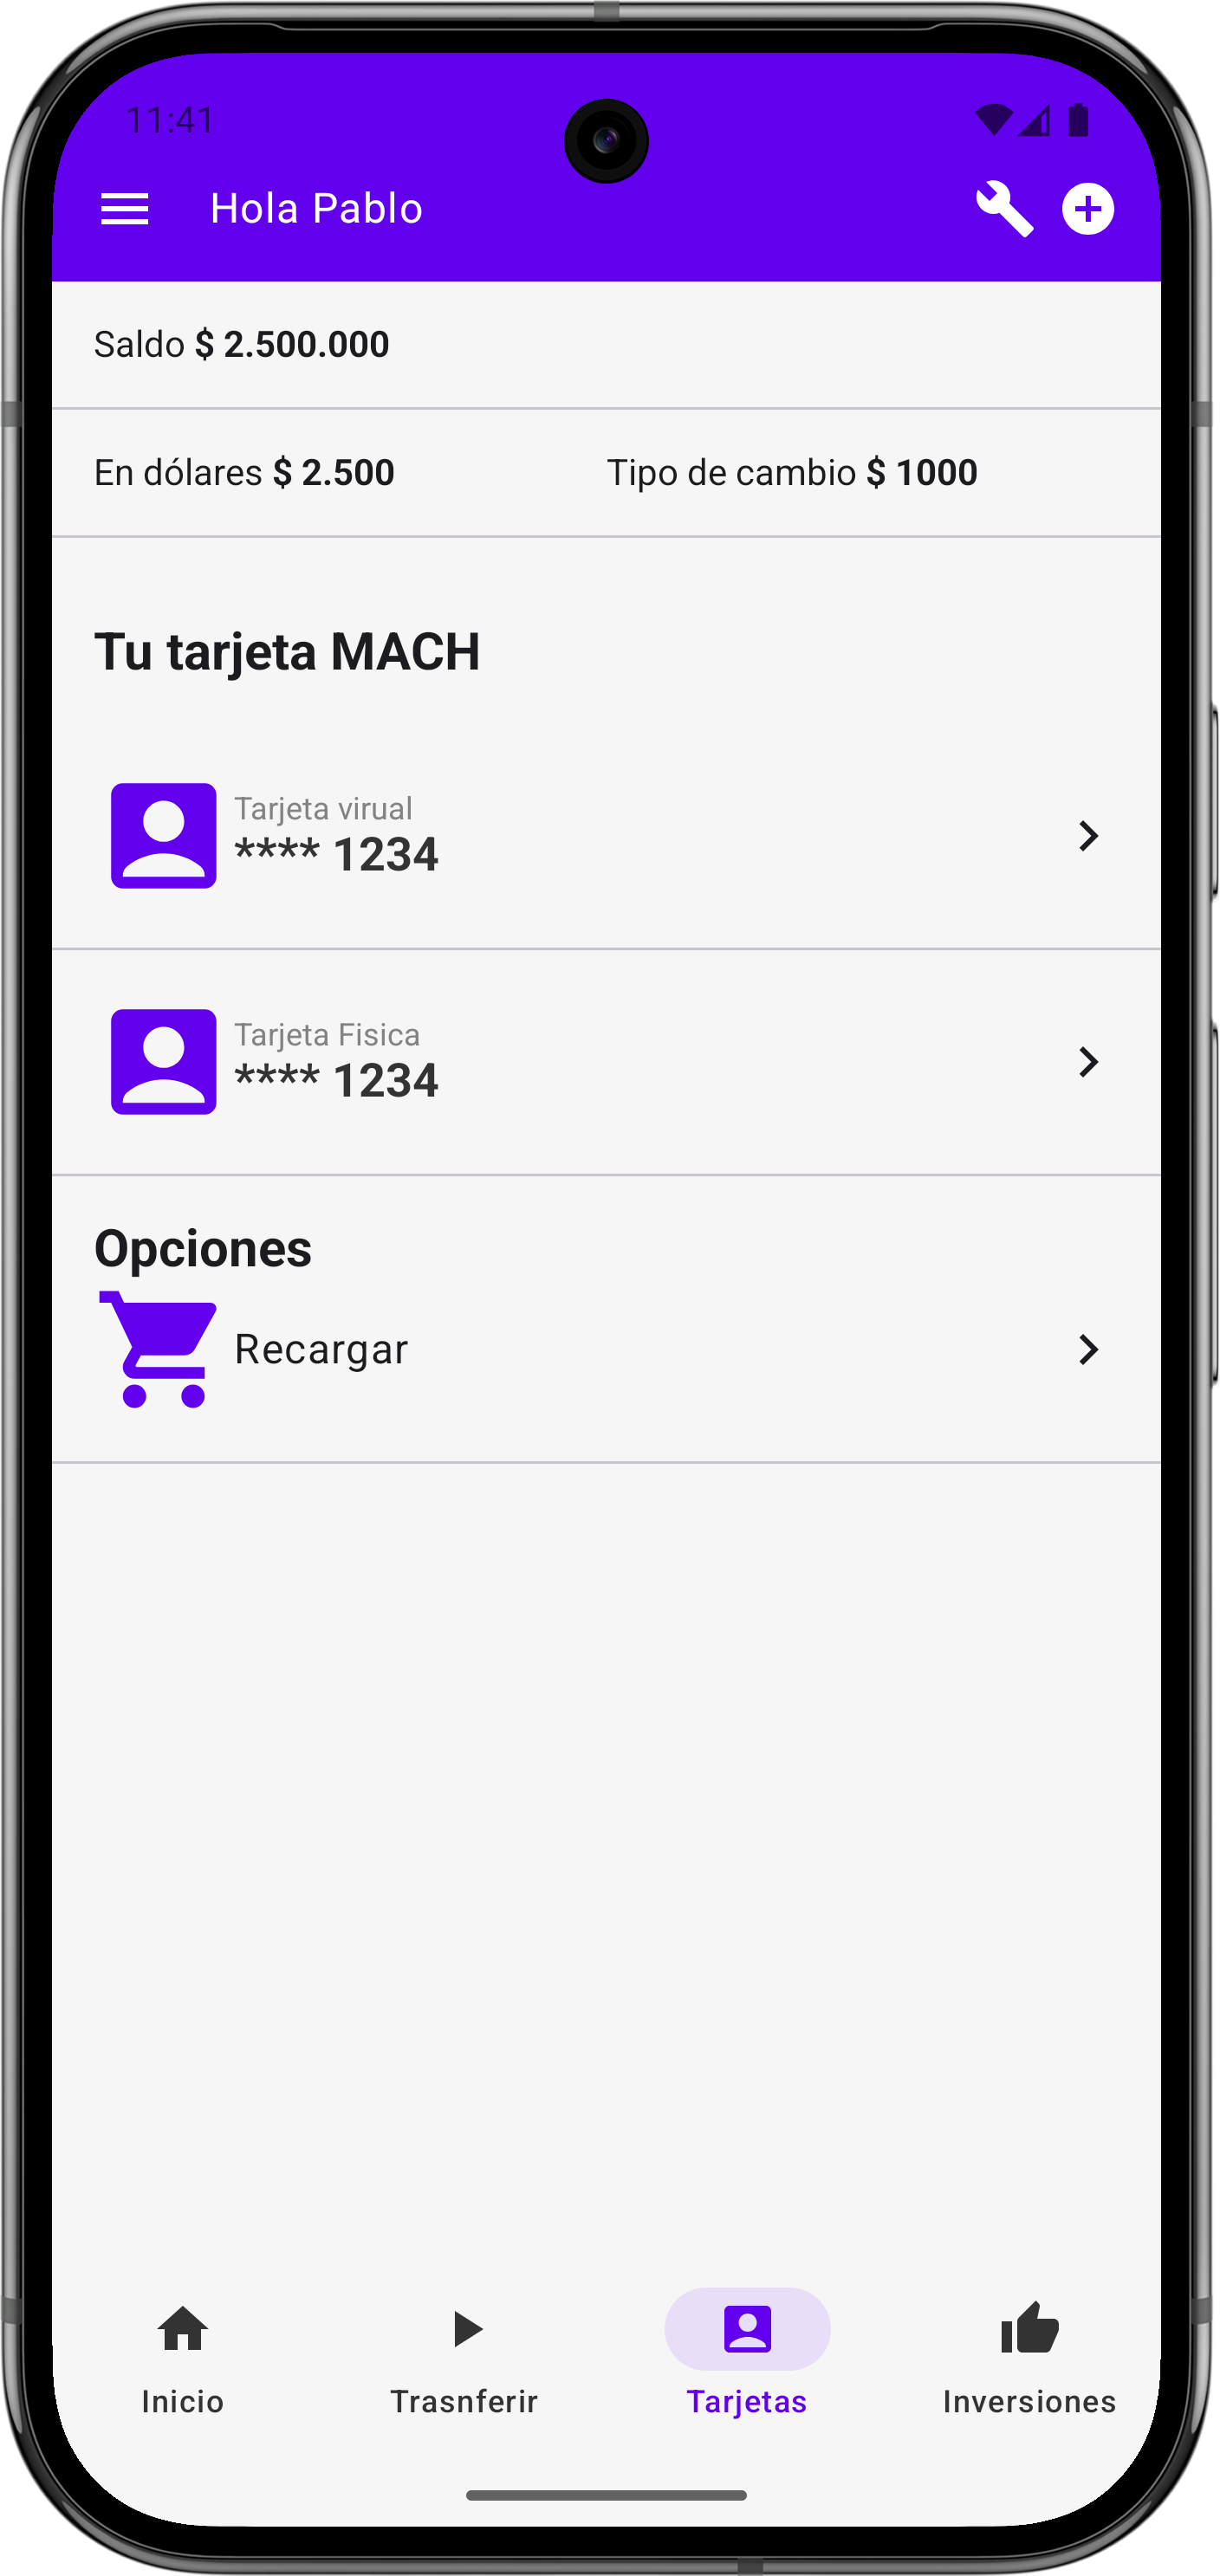 11:41
Hola Pablo
Saldo $ 2.500.000
En dólares $ 2.500 Tipo de cambio $ 1000
Tu tarjeta MACH
Tarjeta virual
**** 1234
Tarjeta Fisica
**** 1234
Opciones
Recargar
Inicio Trasnferir Tarjetas Inversiones